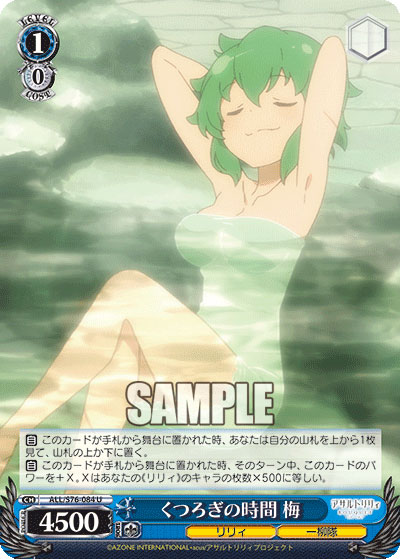 LEVEL
1
0
COST
SAMPLE
自 このカードが手札から舞台に置かれた時、あなたは自分の山札を上から1枚
見て、山札の上か下に置く。
自 このカードが手札から舞台に置かれた時、そのターン中、このカードのパワ
ーを+X。Xはあなたの《リリィ》のキャラの枚数×500に等しい。
CH ALL/S76-084 U
4500
くつろぎの時間 梅
アサルトリリィ
リリィ
一柳隊
©AZONE INTERNATIONAL・acus/アサルトリリィプロジェクト